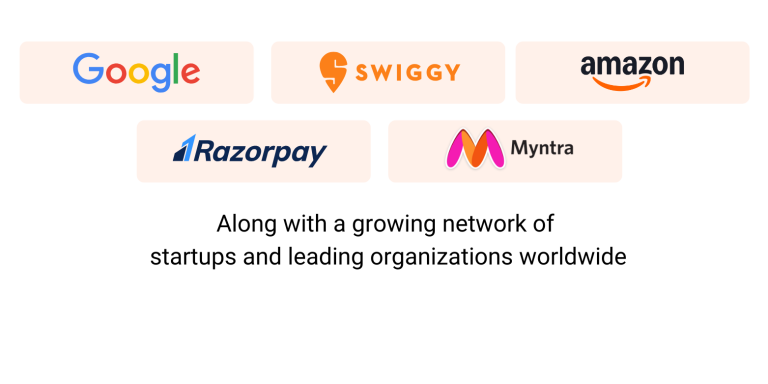 Google
SWIGGY
amazon
Razorpay
Myntra
Along with a growing network of
startups and leading organizations worldwide